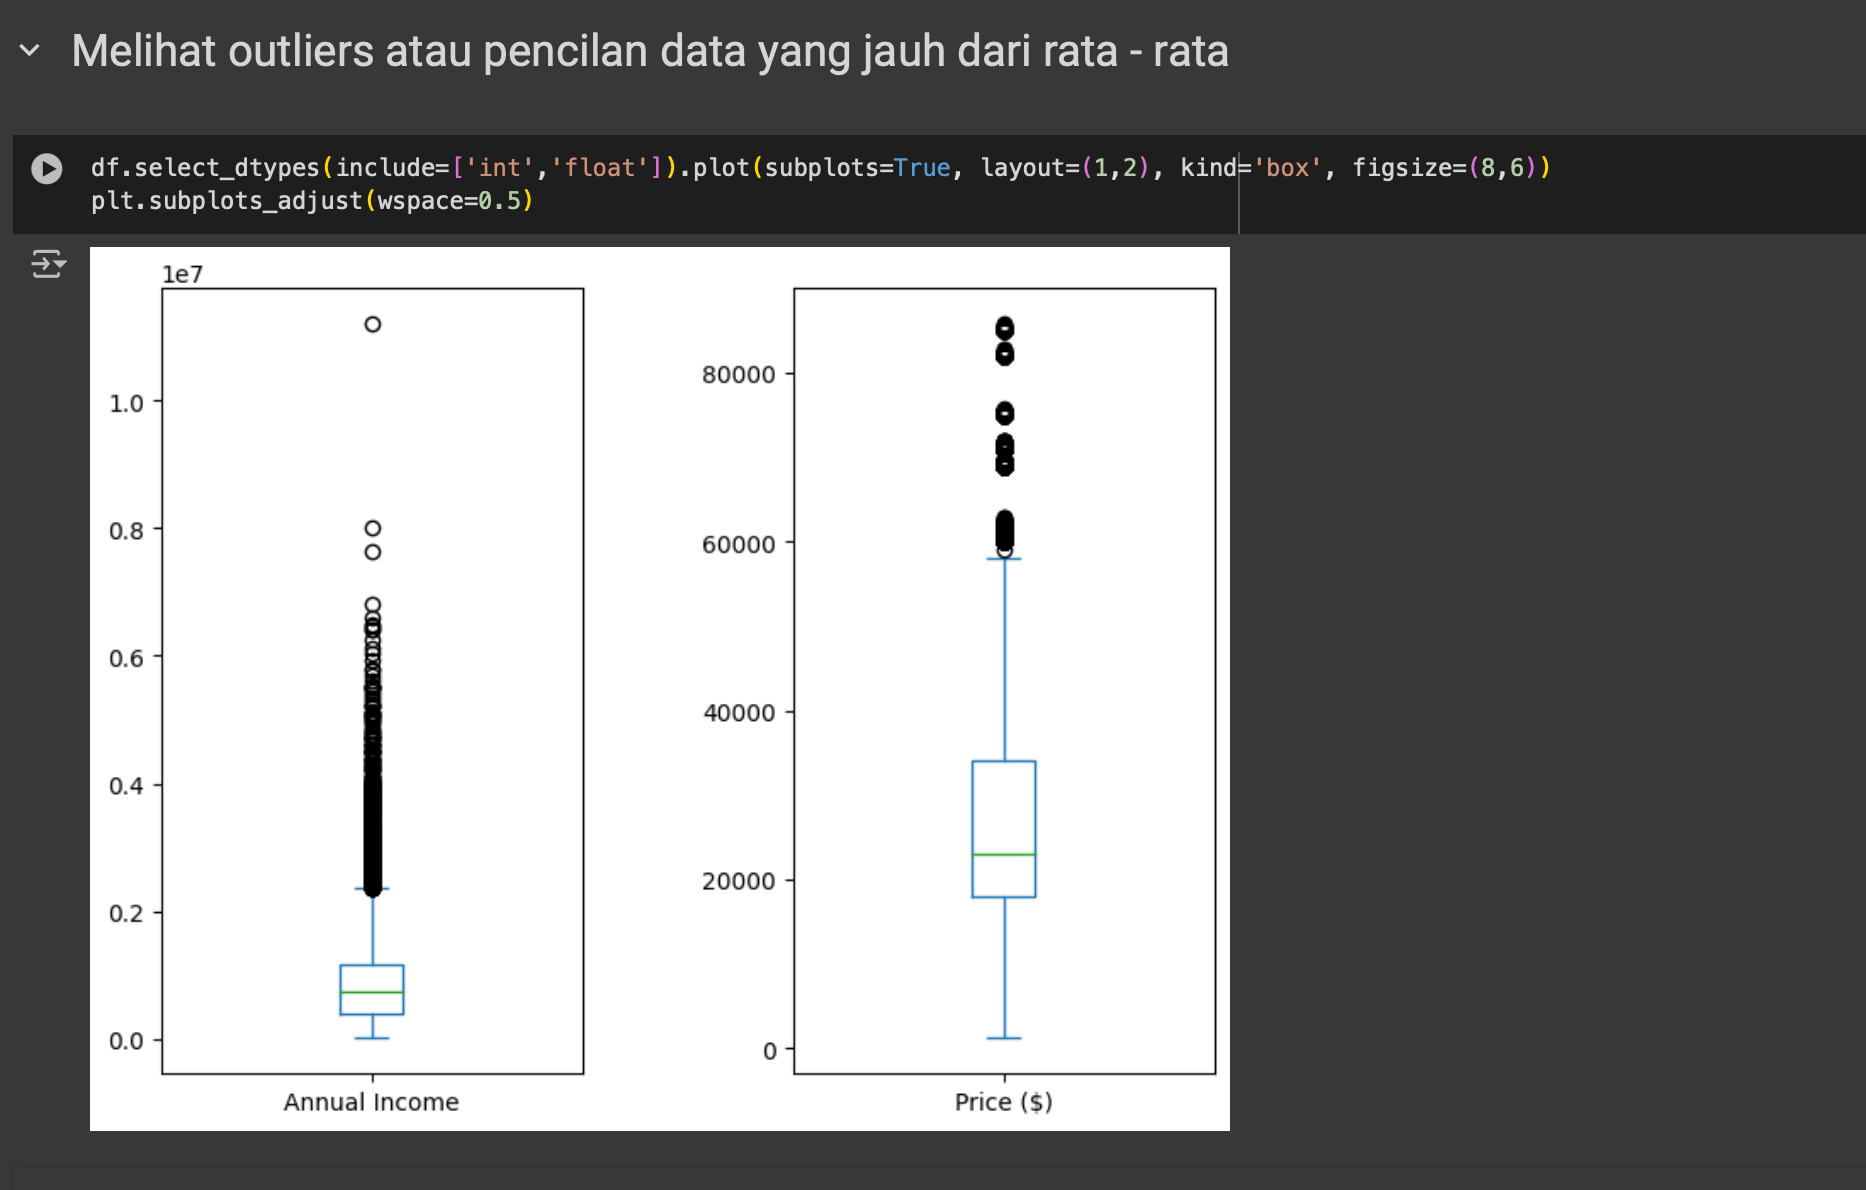 Melihat outliers atau pencilan data yang jauh dari rata - rata
df.select_dtypes(include=['int','float']).plot(subplots=True, layout=(1,2), kind='box', figsize=(8,6))
plt.subplots_adjust(wspace=0.5)
1e7
1.0
0.8
0.6
0.4
0.2
0.0
Annual Income
80000
60000
40000
20000
0
Price ($)